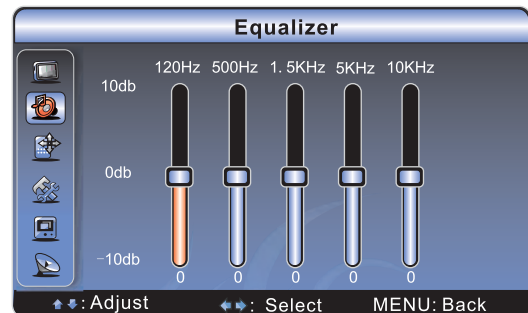 Equalizer
120Hz 500Hz 1.5KHz 5KHz 10KHz
10db
0db
-10db
0 0 0 0 0
: Adjust : Select MENU: Back